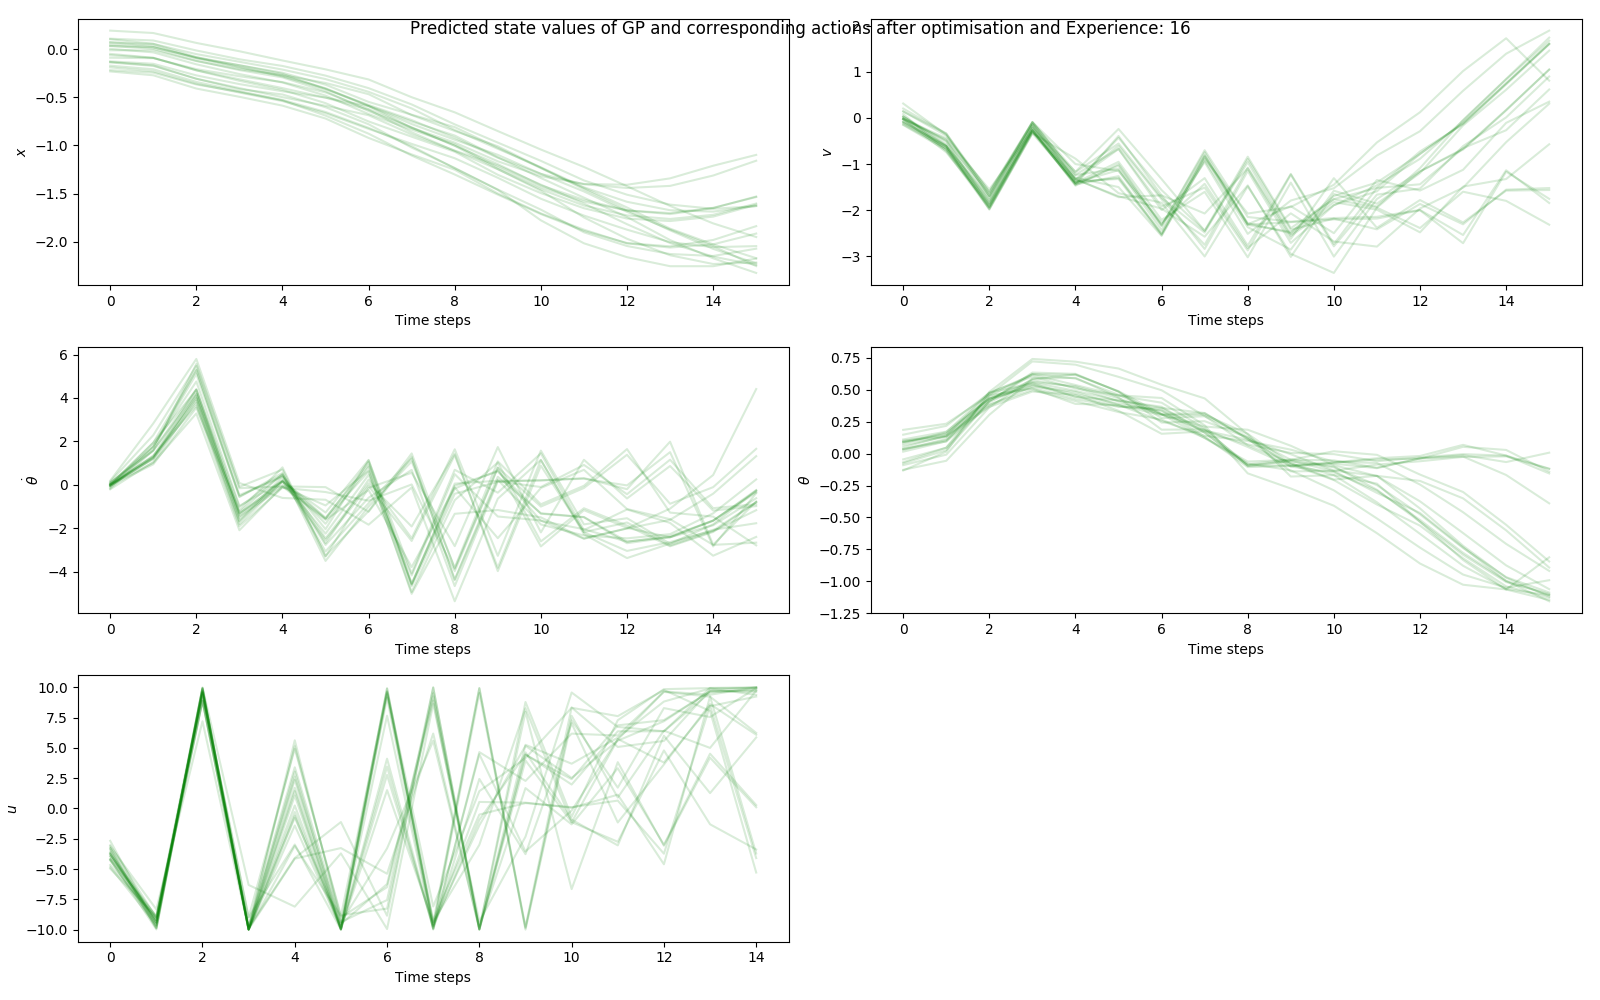 Predicted state values of GP and corresponding actions after optimisation and Experience: 16
0.0
−0.5
−1.0
−1.5
−2.0
x
0 2 4 6 8 10 12 14
Time steps
2
1
0
−1
−2
−3
v
0 2 4 6 8 10 12 14
Time steps
6
4
2
0
−2
−4
θ̇
0 2 4 6 8 10 12 14
Time steps
0.75
0.50
0.25
0.00
−0.25
−0.50
−0.75
−1.00
−1.25
θ
0 2 4 6 8 10 12 14
Time steps
10.0
7.5
5.0
2.5
0.0
−2.5
−5.0
−7.5
−10.0
u
0 2 4 6 8 10 12 14
Time steps